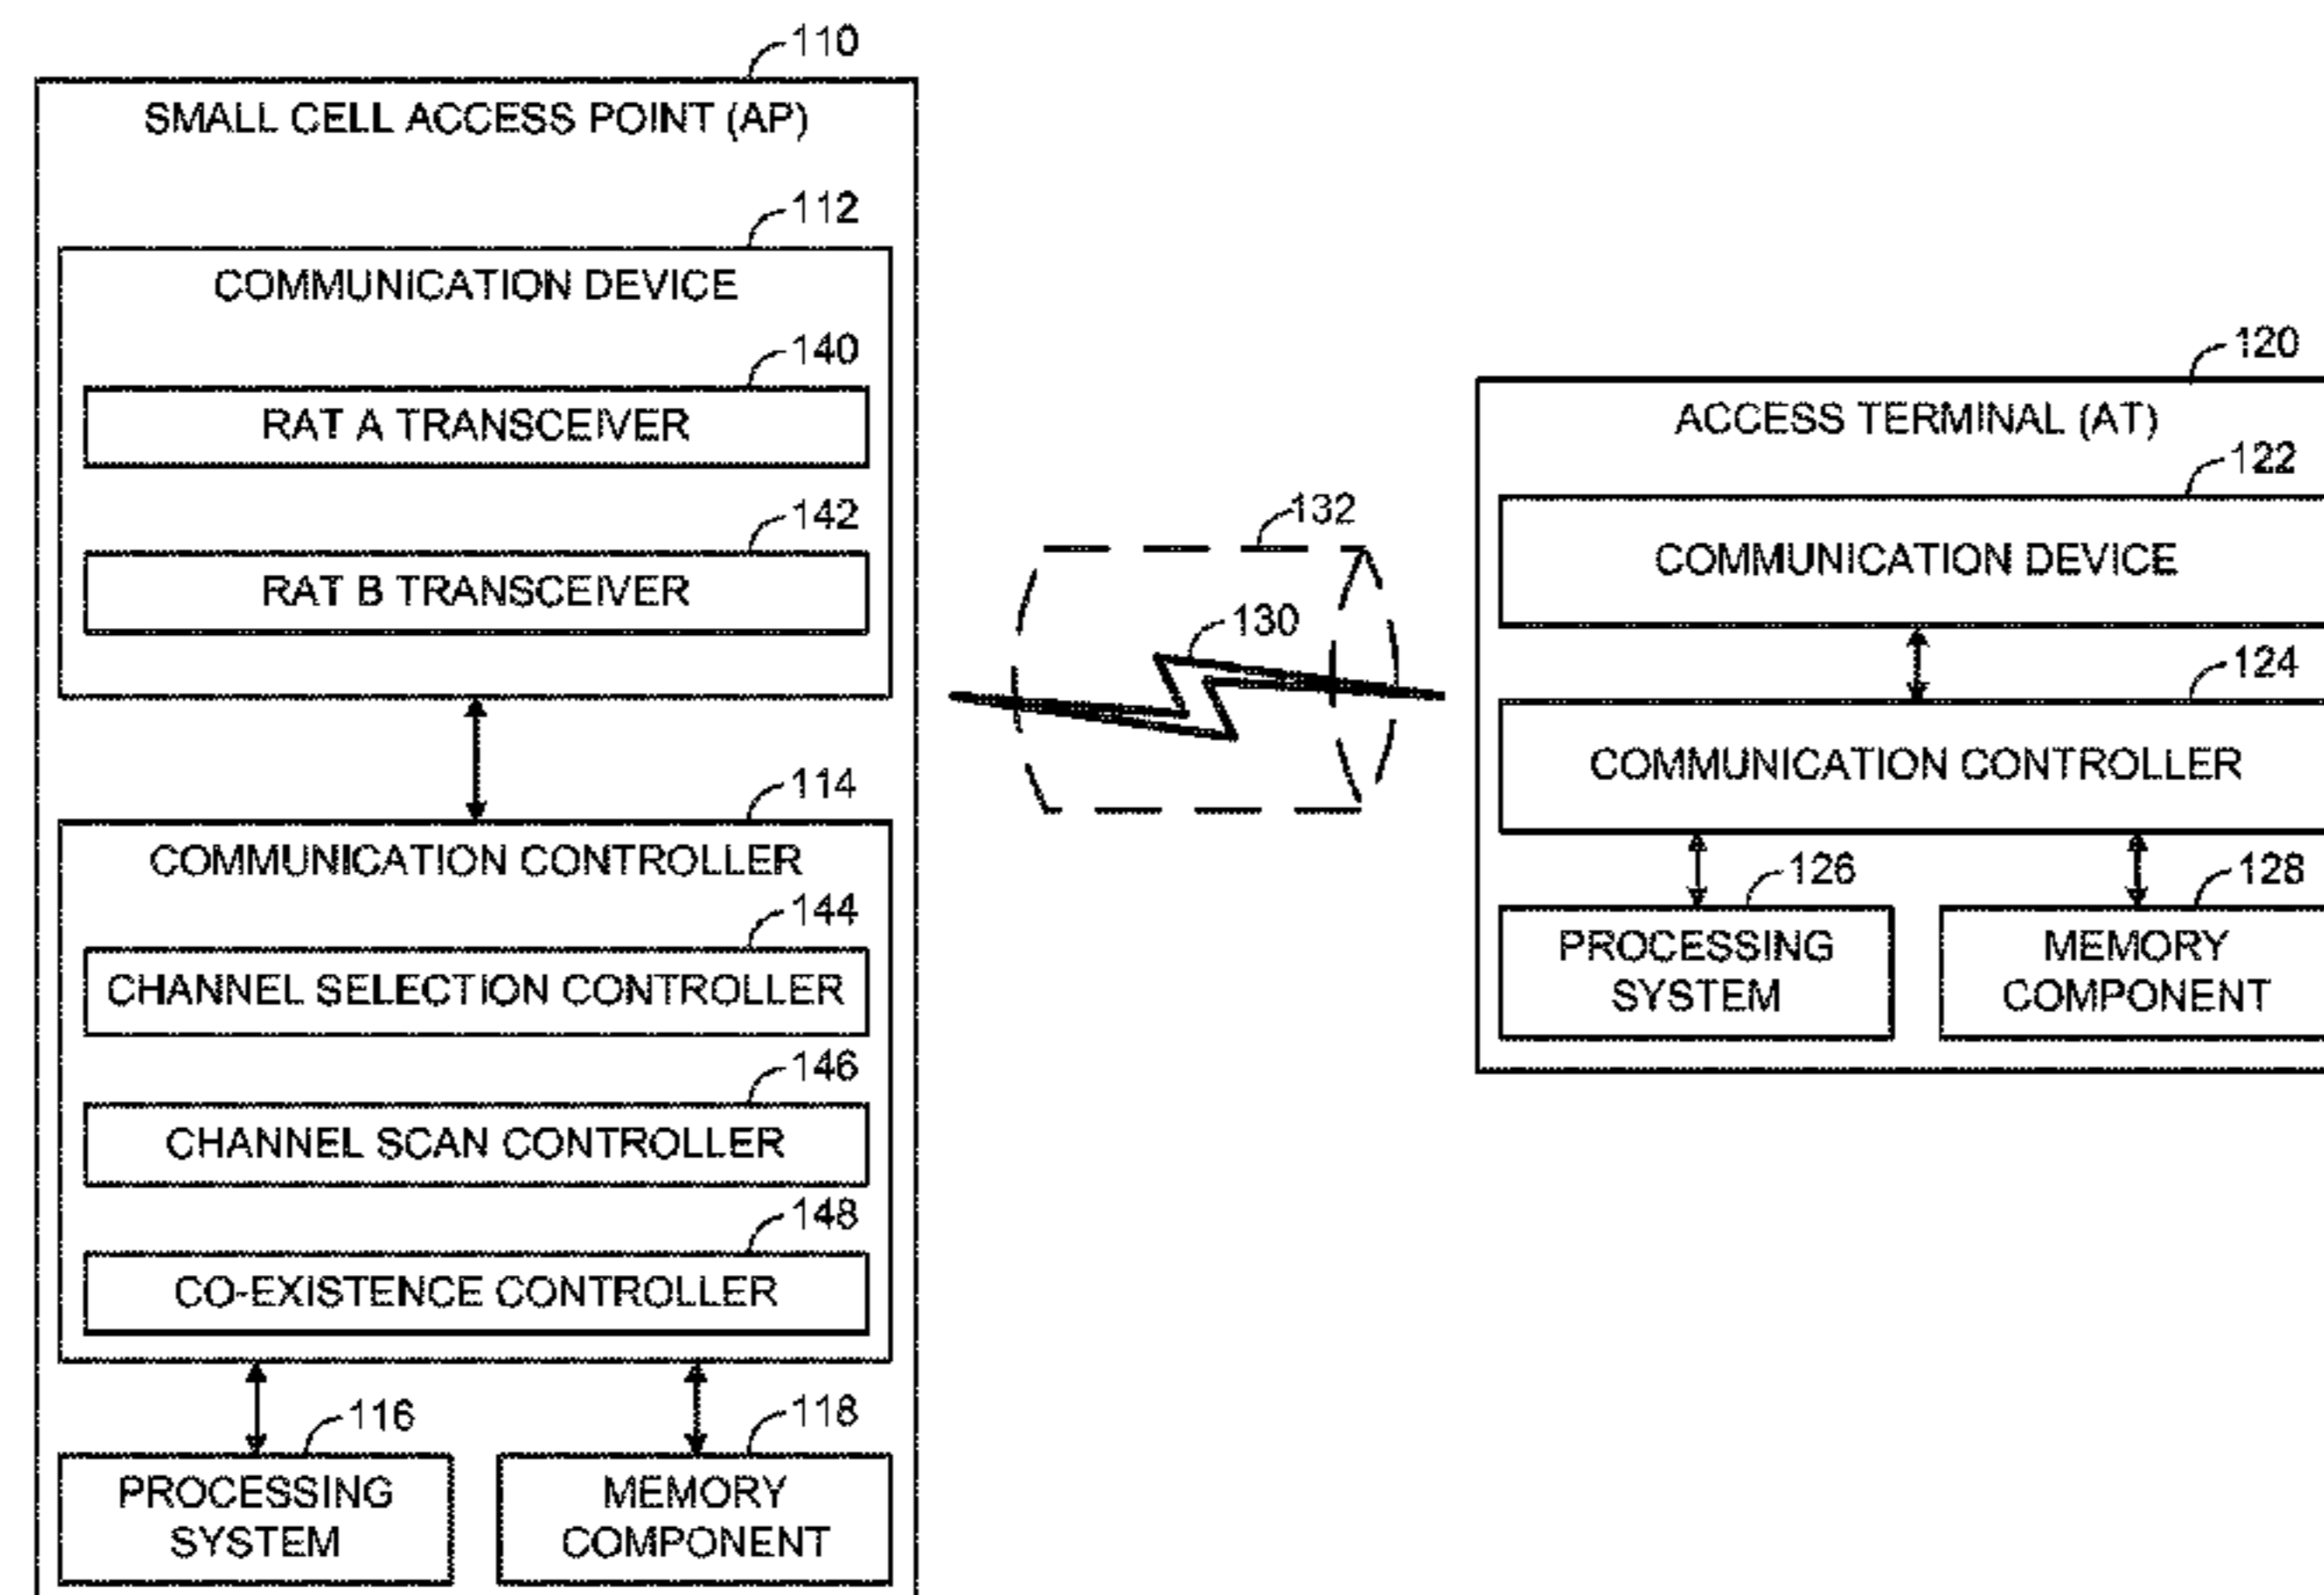 110
SMALL CELL ACCESS POINT (AP)
112
COMMUNICATION DEVICE
140
RAT A TRANSCEIVER
142
RAT B TRANSCEIVER
114
COMMUNICATION CONTROLLER
144
CHANNEL SELECTION CONTROLLER
146
CHANNEL SCAN CONTROLLER
148
CO-EXISTENCE CONTROLLER
116
PROCESSING
SYSTEM
118
MEMORY
COMPONENT
132
130
120
ACCESS TERMINAL (AT)
122
COMMUNICATION DEVICE
124
COMMUNICATION CONTROLLER
126
PROCESSING
SYSTEM
128
MEMORY
COMPONENT